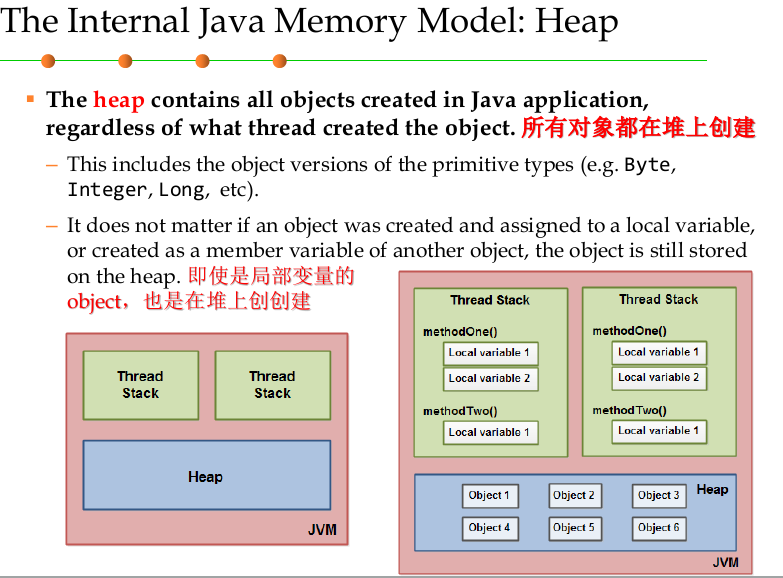 The Internal Java Memory Model: Heap
The heap contains all objects created in Java application,
regardless of what thread created the object. 所有对象都在堆上创建
– This includes the object versions of the primitive types (e.g. Byte,
Integer, Long, etc).
– It does not matter if an object was created and assigned to a local variable,
or created as a member variable of another object, the object is still stored
on the heap. 即使是局部变量的
object，也是在堆上创创建
Thread
Stack
Thread
Stack
Heap
JVM
Thread Stack
methodOne()
Local variable 1
Local variable 2
methodTwo()
Local variable 1
Thread Stack
methodOne()
Local variable 1
Local variable 2
methodTwo()
Local variable 1
Heap
Object 1
Object 2
Object 3
Object 4
Object 5
Object 6
JVM